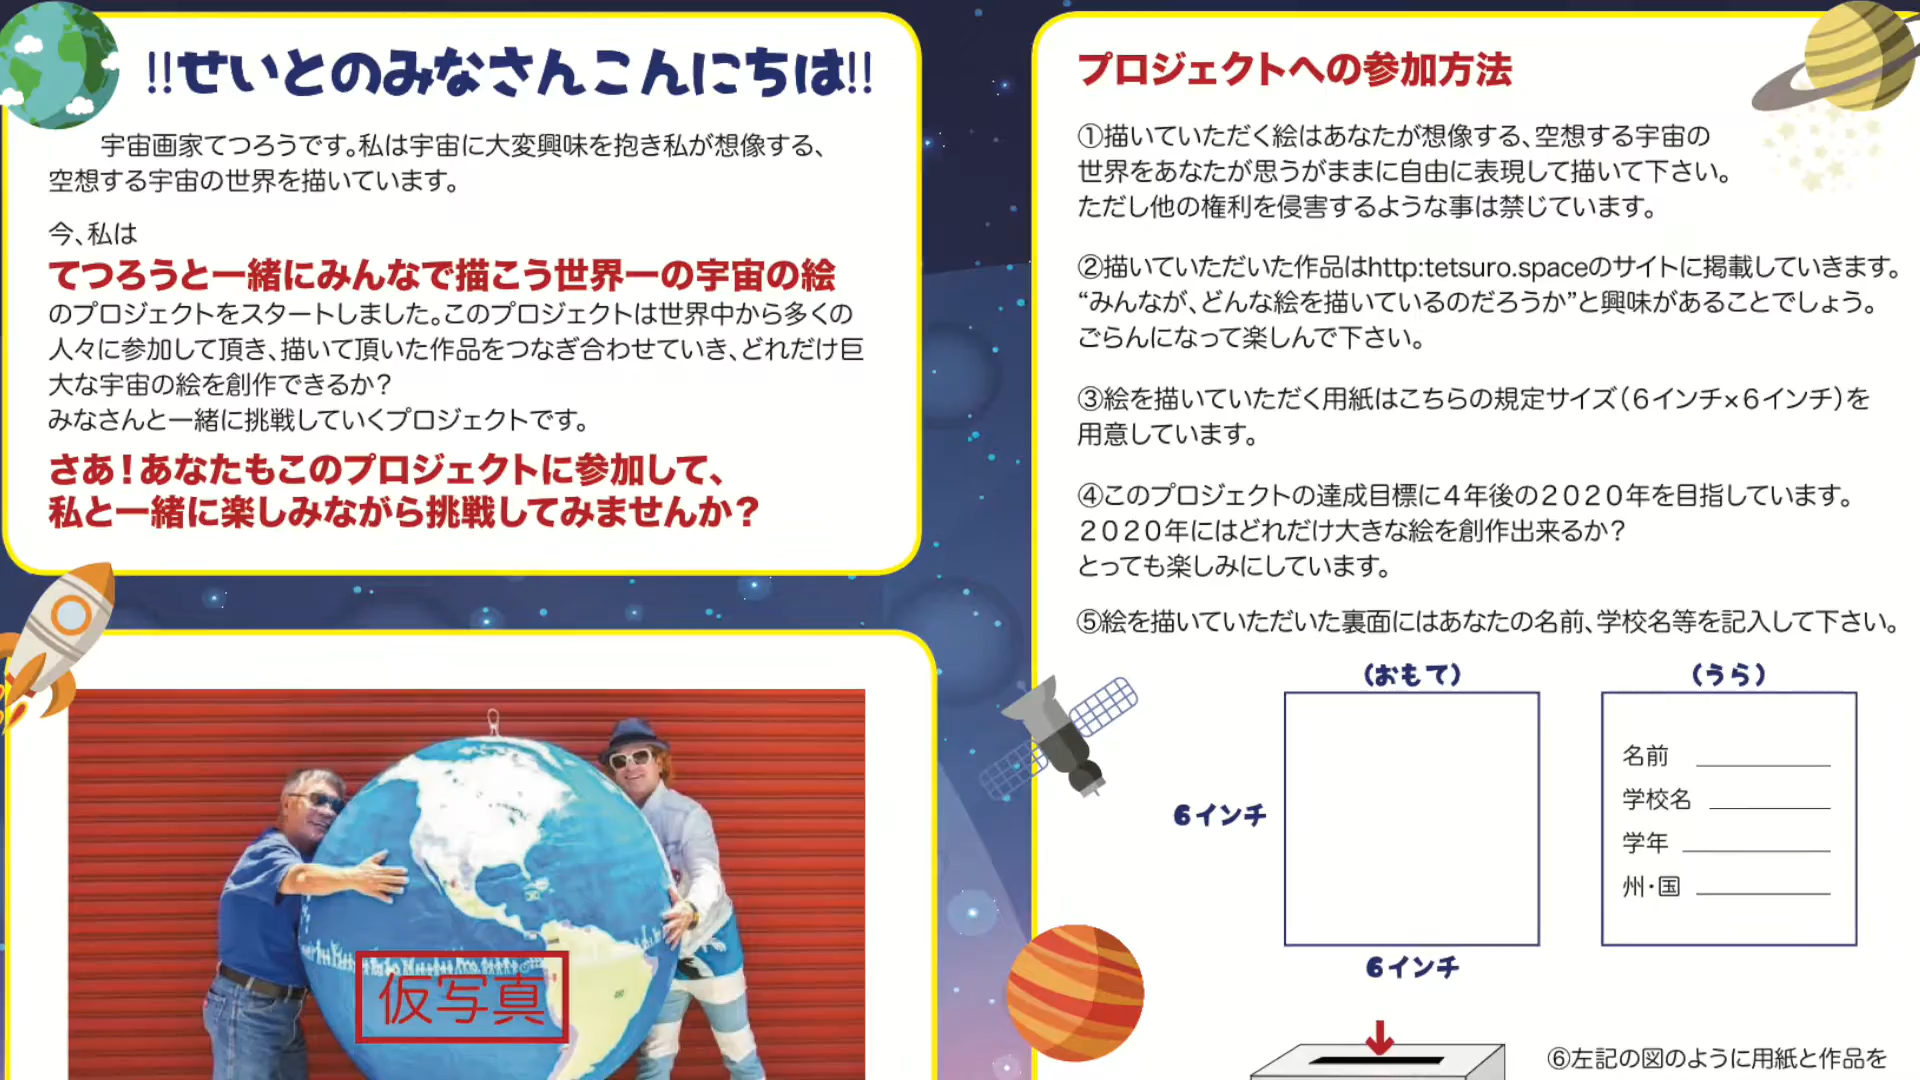 !!せいとのみなさんこんにちは!!
宇宙画家てつろうです。私は宇宙に大変興味を抱き私が想像する、
空想する宇宙の世界を描いています。
今、私は
てつろうと一緒にみんなで描こう世界一の宇宙の絵
のプロジェクトをスタートしました。このプロジェクトは世界中から多くの
人々に参加して頂き、描いて頂いた作品をつなぎ合わせていき、どれだけ巨
大な宇宙の絵を創作できるか?
みなさんと一緒に挑戦していくプロジェクトです。
さあ!あなたもこのプロジェクトに参加して、
私と一緒に楽しみながら挑戦してみませんか?
仮写真
プロジェクトへの参加方法
①描いていただく絵はあなたが想像する、空想する宇宙の
世界をあなたが思うがままに自由に表現して描いて下さい。
ただし他の権利を侵害するような事は禁じています。
②描いていただいた作品はhttp:tetsuro.spaceのサイトに掲載していきます。
“みんなが、どんな絵を描いているのだろうか”と興味があることでしょう。
ごらんになって楽しんで下さい。
③絵を描いていただく用紙はこちらの規定サイズ(6インチ×6インチ)を
用意しています。
④このプロジェクトの達成目標に4年後の2020年を目指しています。
2020年にはどれだけ大きな絵を創作出来るか?
とっても楽しみにしています。
⑤絵を描いていただいた裏面にはあなたの名前、学校名等を記入して下さい。
(おもて)
(うら)
名前
学校名
学年
州・国
6インチ
6インチ
⑥左記の図のように用紙と作品を